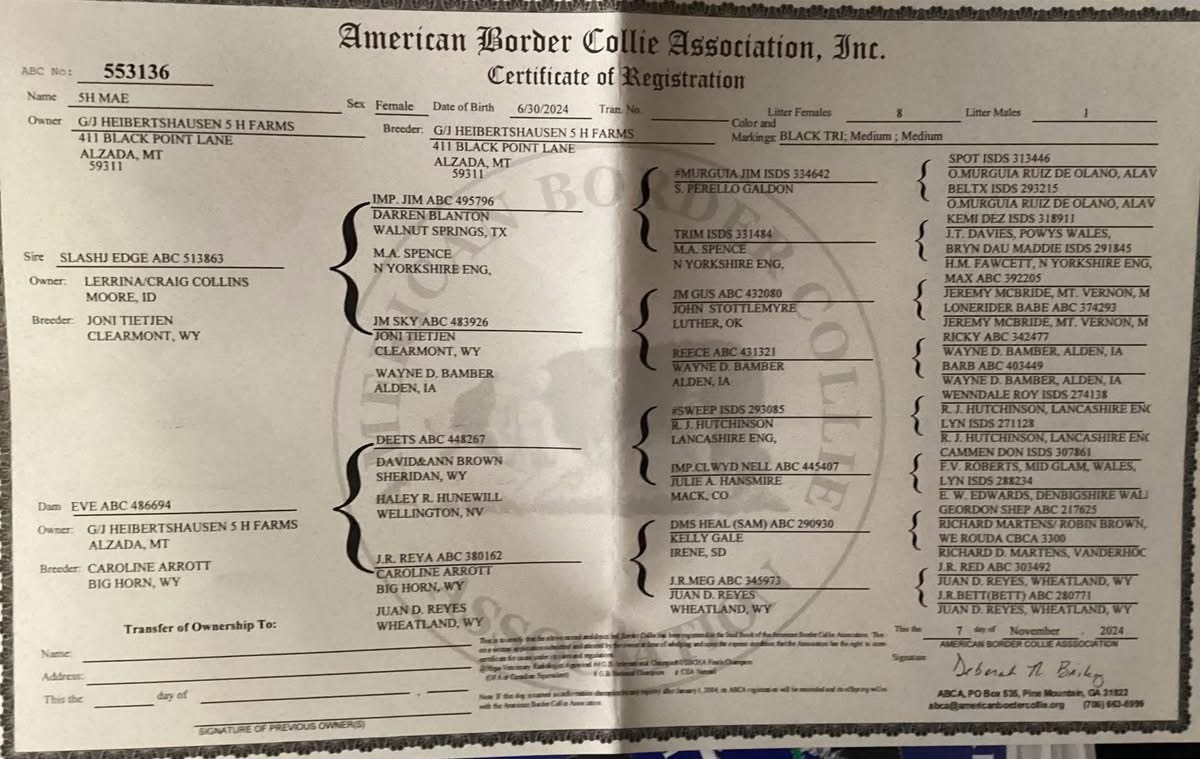 American Border Collie Association, Inc.
Certificate of Registration
ABC No: 553136
Name 5H MAE
Sex Female Date of Birth 6/30/2024 Tran. No.
Litter Females 8 Litter Males 1
Owner G/J HEIBERTSHAUSEN 5 H FARMS
411 BLACK POINT LANE
ALZADA, MT
59311
Breeder: G/J HEIBERTSHAUSEN 5 H FARMS
411 BLACK POINT LANE
ALZADA, MT
59311
Color and
Markings: BLACK TRI; Medium ; Medium
Sire SLASHJ EDGE ABC 513863
Owner: LERRINA/CRAIG COLLINS
MOORE, ID
Breeder: JONI TIETJEN
CLEARMONT, WY
Dam EVE ABC 486694
Owner: G/J HEIBERTSHAUSEN 5 H FARMS
ALZADA, MT
Breeder: CAROLINE ARROTT
BIG HORN, WY
IMP. JIM ABC 495796
DARREN BLANTON
WALNUT SPRINGS, TX
M.A. SPENCE
N YORKSHIRE ENG,
JM SKY ABC 483926
JONI TIETJEN
CLEARMONT, WY
WAYNE D. BAMBER
ALDEN, IA
DEETS ABC 448267
DAVID&ANN BROWN
SHERIDAN, WY
HALEY R. HUNEWILL
WELLINGTON, NV
J.R. REYA ABC 380162
CAROLINE ARROTT
BIG HORN, WY
JUAN D. REYES
WHEATLAND, WY
#MURGUIA JIM ISDS 334642
S. PERELLO GALDON
TRIM ISDS 331484
M.A. SPENCE
N YORKSHIRE ENG,
JM GUS ABC 432080
JOHN STOTTLEMYRE
LUTHER, OK
REECE ABC 431321
WAYNE D. BAMBER
ALDEN, IA
#SWEEP ISDS 293085
R. J. HUTCHINSON
LANCASHIRE ENG,
IMP.CLWYD NELL ABC 445407
JULIE A. HANSMIRE
MACK, CO
DMS HEAL (SAM) ABC 290930
KELLY GALE
IRENE, SD
J.R.MEG ABC 345973
JUAN D. REYES
WHEATLAND, WY
SPOT ISDS 313446
O.MURGUIA RUIZ DE OLANO, ALAV
BELTX ISDS 293215
O.MURGUIA RUIZ DE OLANO, ALAV
KEMI DEZ ISDS 318911
J.T. DAVIES, POWYS WALES,
BRYN DAU MADDIE ISDS 291845
H.M. FAWCETT, N YORKSHIRE ENG,
MAX ABC 392205
JEREMY MCBRIDE, MT. VERNON, M
LONERIDER BABE ABC 374293
JEREMY MCBRIDE, MT. VERNON, M
RICKY ABC 342477
WAYNE D. BAMBER, ALDEN, IA
BARB ABC 403449
WAYNE D. BAMBER, ALDEN, IA
WENNDALE ROY ISDS 274138
R. J. HUTCHINSON, LANCASHIRE ENG
LYN ISDS 271128
R. J. HUTCHINSON, LANCASHIRE ENG
CAMMEN DON ISDS 307861
F.V. ROBERTS, MID GLAM, WALES,
LYN ISDS 288234
E. W. EDWARDS, DENBIGSHIRE WAL
GEORDON SHEP ABC 217625
RICHARD MARTENS/ ROBIN BROWN,
WE ROUDA CBCA 3300
RICHARD D. MARTENS, VANDERHOC
J.R. RED ABC 303492
JUAN D. REYES, WHEATLAND, WY
J.R.BETT(BETT) ABC 280771
JUAN D. REYES, WHEATLAND, WY
Transfer of Ownership To:
Name:
Address:
This the day of
SIGNATURE OF PREVIOUS OWNER(S)
This the 7 day of November , 2024
AMERICAN BORDER COLLIE ASSSOCIATION
Signature
ABCA, PO Box 536, Pine Mountain, GA 31822
abca@americanbordercollie.org (706) 663-6999
AMERICAN BORDER COLLIE ASSOCIATION